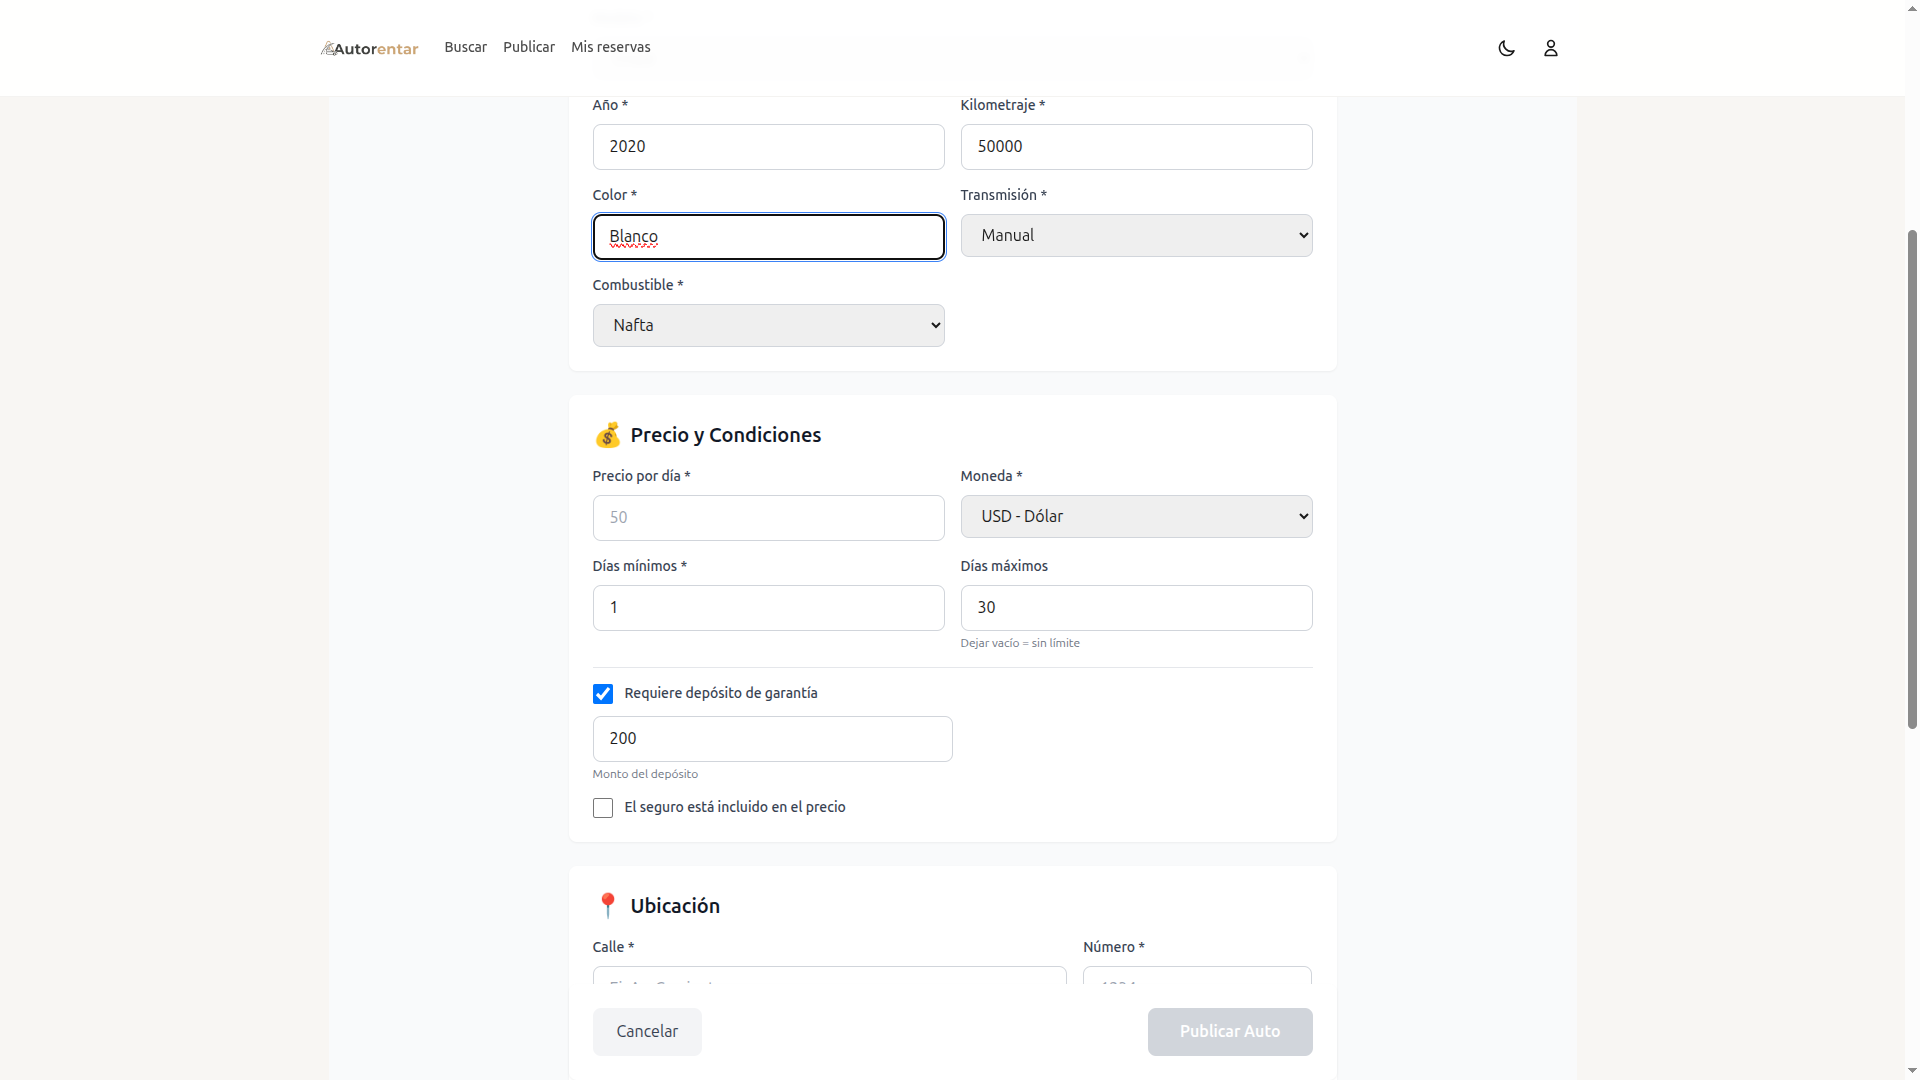 Autorentar
Buscar
Publicar
Mis reservas
Año *
Kilometraje *
2020
50000
Color *
Transmisión *
Blanco
Manual
Combustible *
Nafta
Precio y Condiciones
Precio por día *
Moneda *
50
USD - Dólar
Días mínimos *
Días máximos
1
30
Dejar vacío = sin límite
Requiere depósito de garantía
200
Monto del depósito
El seguro está incluido en el precio
Ubicación
Calle *
Número *
Cancelar
Publicar Auto